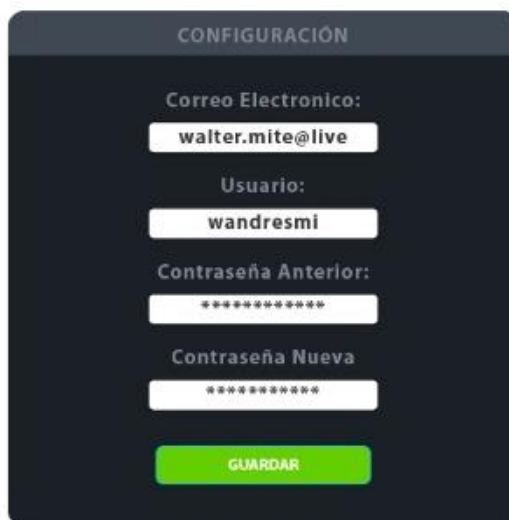 CONFIGURACIÓN
Correo Electronico:
walter.mite@live
Usuario:
wandresmi
Contraseña Anterior:
************
Contraseña Nueva
***********
GUARDAR